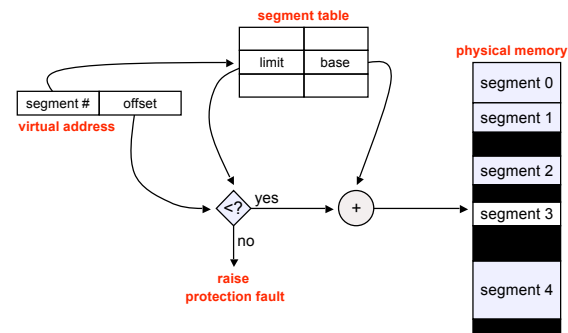 segment table
limit
base
segment #
offset
virtual address
<?
yes
+
no
raise
protection fault
physical memory
segment 0
segment 1
segment 2
segment 3
segment 4